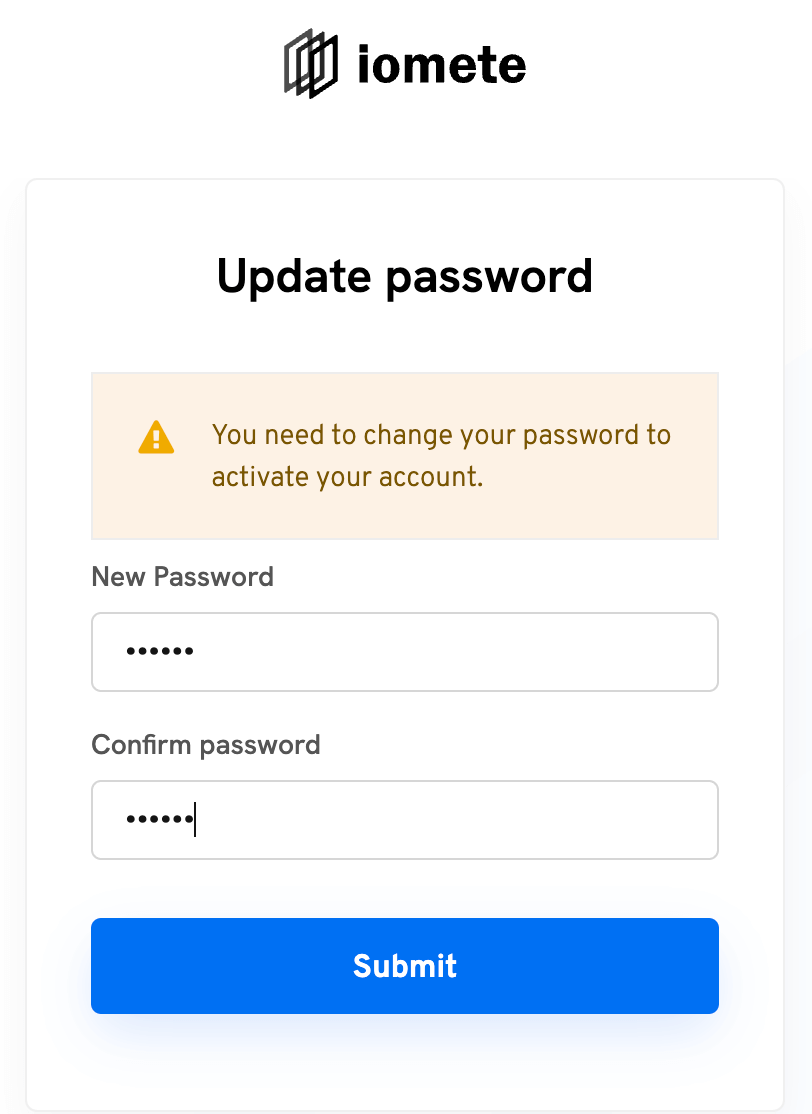 iomete
Update password
You need to change your password to
activate your account.
New Password
••••••
Confirm password
••••••
Submit